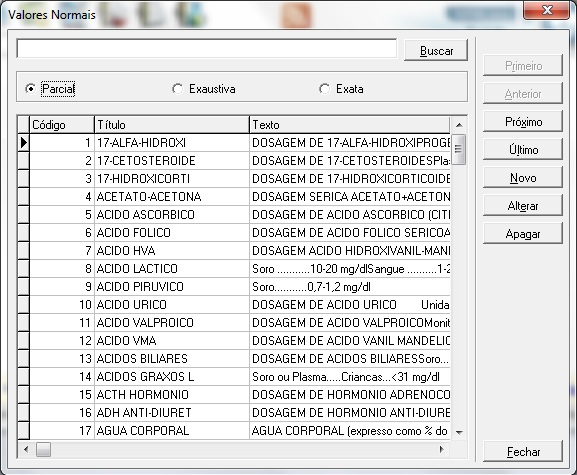 Valores Normais
Buscar
Parcial Exaustiva Exata
Código Título Texto
1 17-ALFA-HIDROXI DOSAGEM DE 17-ALFA-HIDROXIPROGE
2 17-CETOSTEROIDE DOSAGEM DE 17-CETOSTEROIDESPlas
3 17-HIDROXICORTI DOSAGEM DE 17-HIDROXICORTICOIDE
4 ACETATO-ACETONA DOSAGEM SERICA ACETATO+ACETON
5 ACIDO ASCORBICO DOSAGEM DE ACIDO ASCORBICO (CITI
6 ACIDO FOLICO DOSAGEM DE ACIDO FOLICO SERICOA
7 ACIDO HVA DOSAGEM ACIDO HIDROXIVANIL-MAN
8 ACIDO LACTICO Soro ...........10-20 mg/dlSangue ..........1-2
9 ACIDO PIRUVICO Soro...........0,7-1,2 mg/dl
10 ACIDO URICO DOSAGEM DE ACIDO URICO Unida
11 ACIDO VALPROICO DOSAGEM DE ACIDO VALPROICOMonit
12 ACIDO VMA DOSAGEM DE ACIDO VANIL MANDELIC
13 ACIDOS BILIARES DOSAGEM DE ACIDOS BILIARESSoro...
14 ACIDOS GRAXOS L Soro ou Plasma.....Criancas...<31 mg/dl
15 ACTH HORMONIO DOSAGEM DE HORMONIO ADRENOCO
16 ADH ANTI-DIURET DOSAGEM DE HORMONIO ANTI-DIURE
17 AGUA CORPORAL AGUA CORPORAL (expresso como % do
Primeiro
Anterior
Próximo
Último
Novo
Alterar
Apagar
Fechar